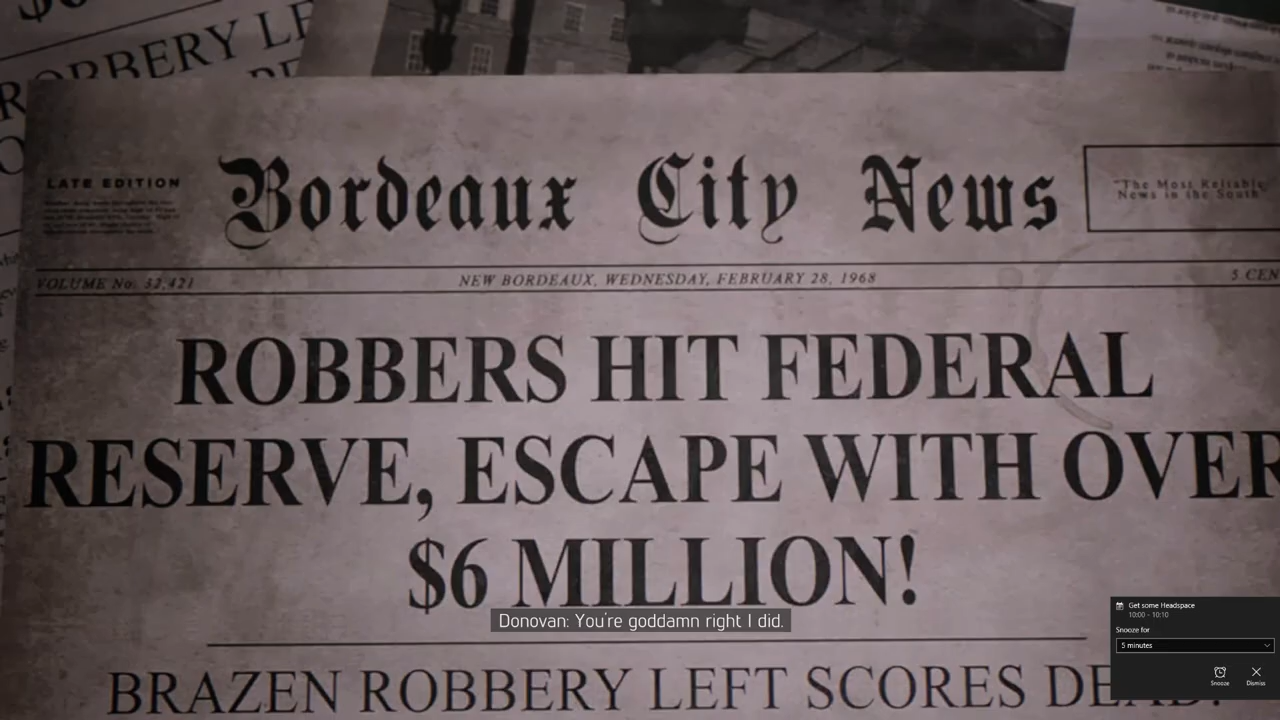 ROBBERY
LATE EDITION
Bordeaux City News
"The Most Reliable
News in the South"
VOLUME No. 32,421
NEW BORDEAUX, WEDNESDAY, FEBRUARY 28, 1968
5 CEN
ROBBERS HIT FEDERAL
RESERVE, ESCAPE WITH OVER
$6 MILLION!
Donovan: You're goddamn right I did.
BRAZEN ROBBERY LEFT SCORES DEAD!
Get some Headspace
10:00 - 10:10
Snooze for
5 minutes
Snooze
Dismiss